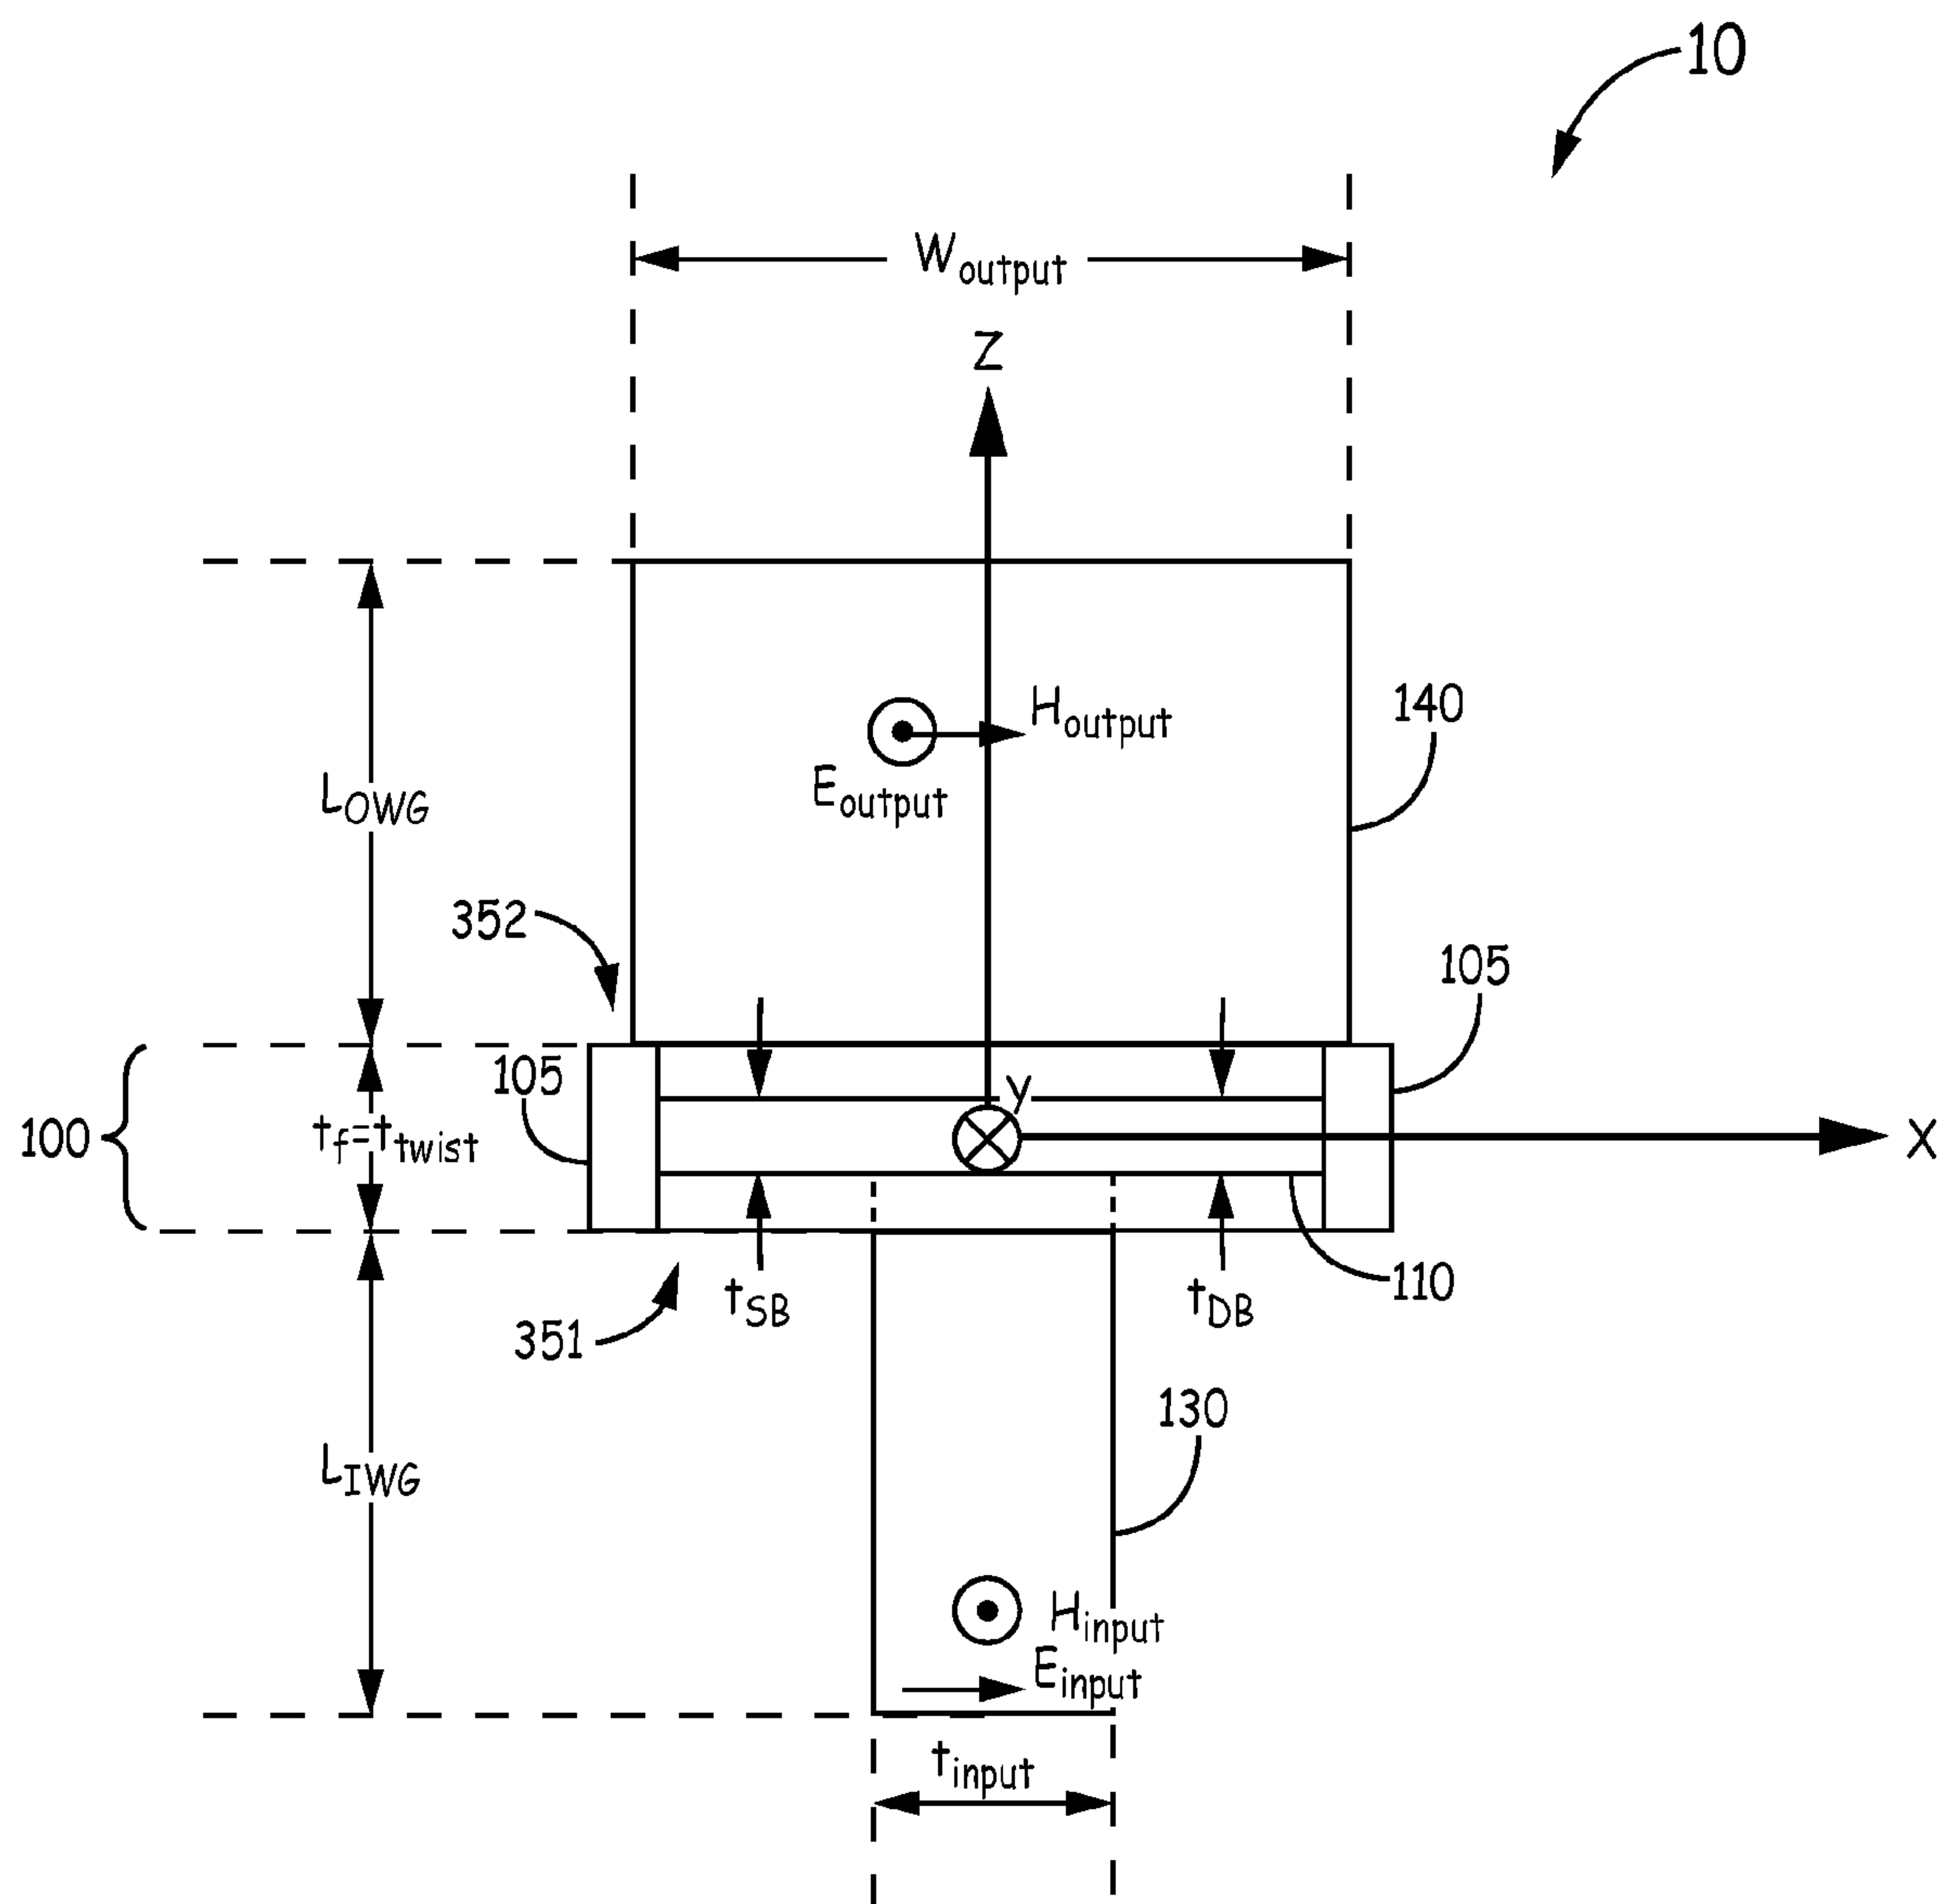 10
Woutput
Z
Houtput
140
Eoutput
LOWG
352
105
105
y
100
tf=ttwist
X
tSB
tDB
110
351
130
LIWG
Hinput
Einput
tinput